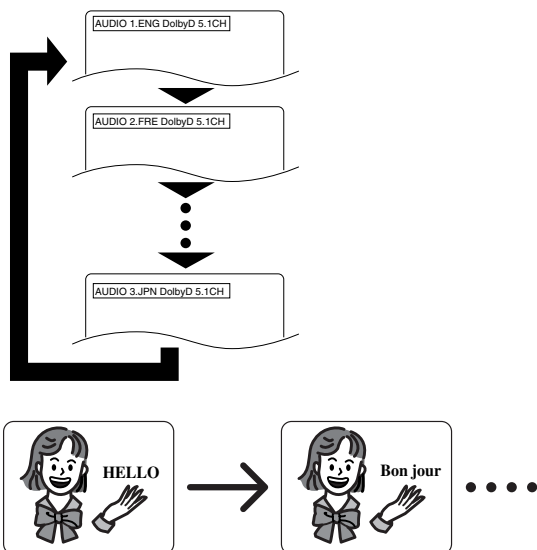 AUDIO 1.ENG DolbyD 5.1CH
AUDIO 2.FRE DolbyD 5.1CH
AUDIO 3.JPN DolbyD 5.1CH
HELLO
Bon jour